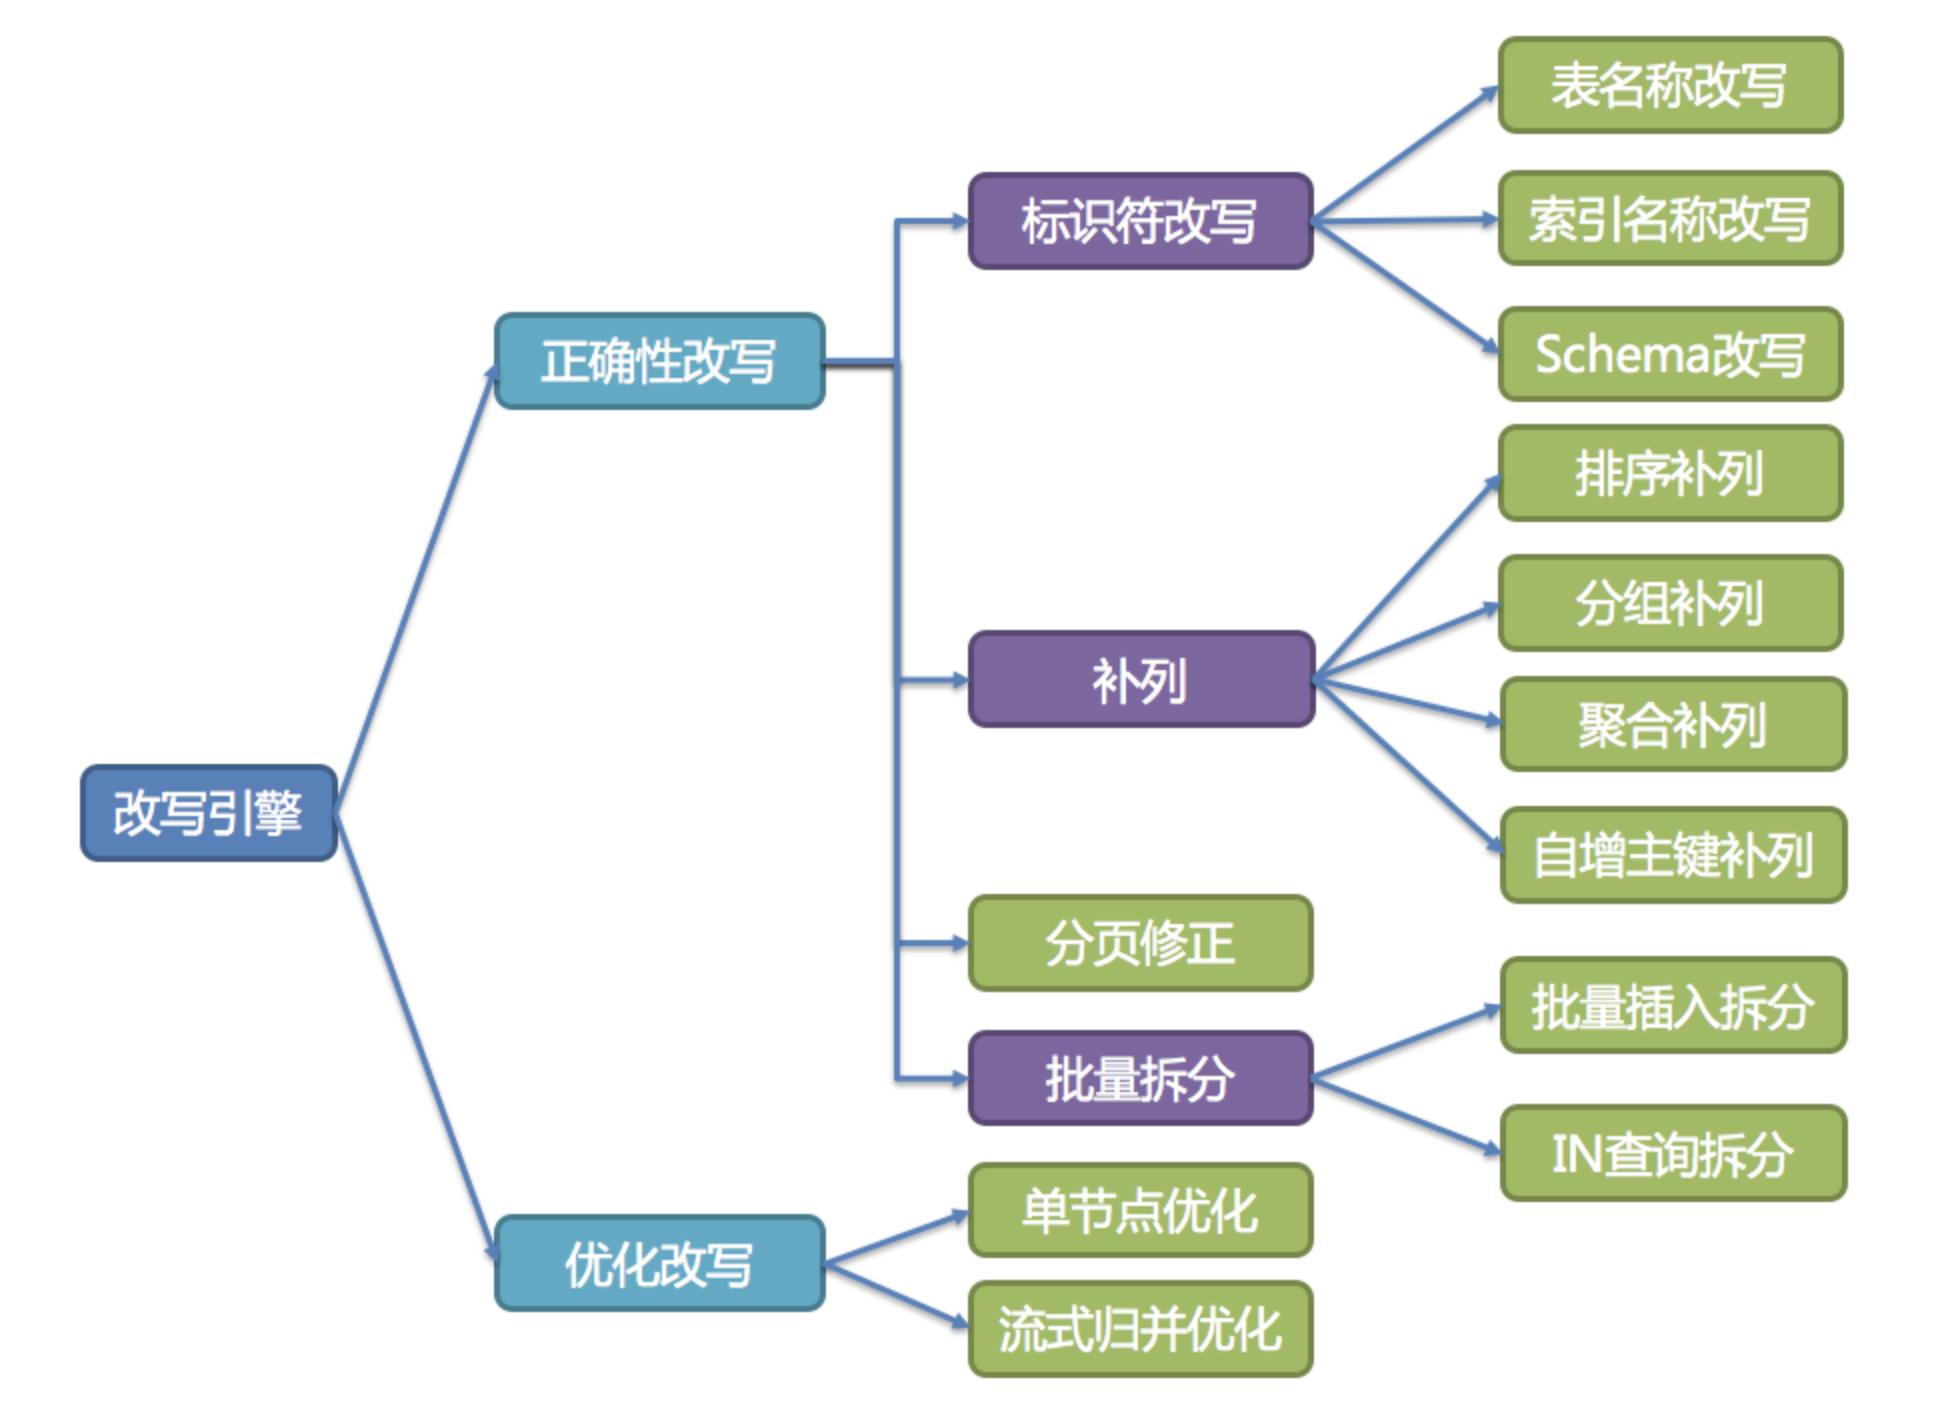 改写引擎
正确性改写
标识符改写
表名称改写
索引名称改写
Schema改写
补列
排序补列
分组补列
聚合补列
自增主键补列
分页修正
批量拆分
批量插入拆分
IN查询拆分
优化改写
单节点优化
流式归并优化